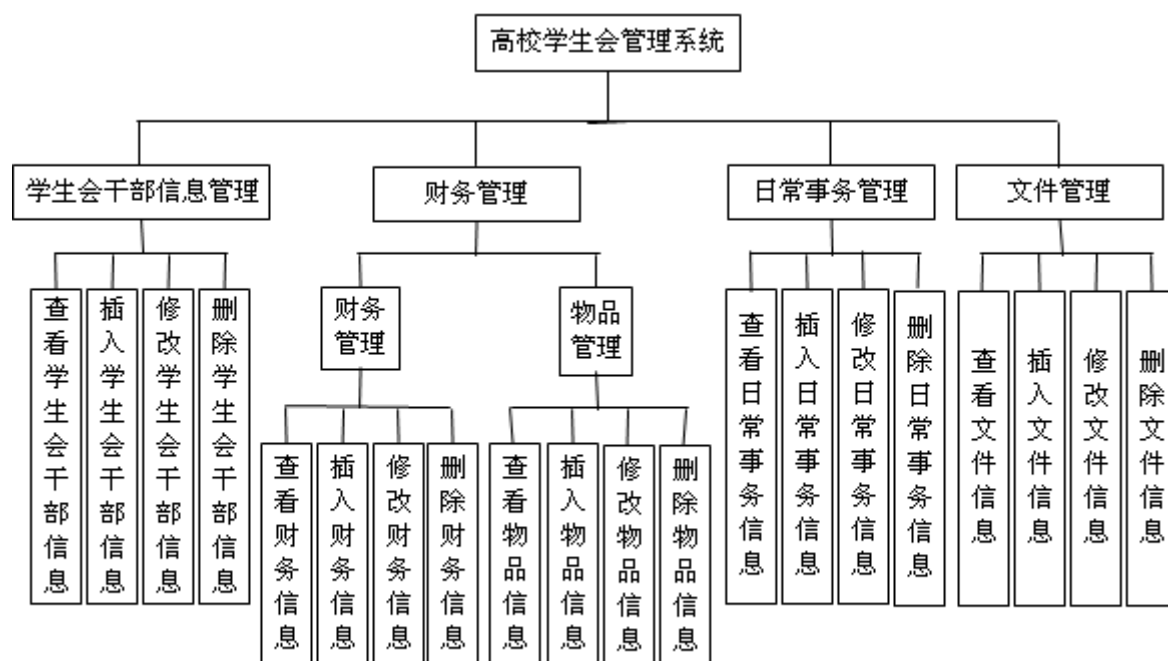 高校学生会管理系统
学生会干部信息管理
财务管理
日常事务管理
文件管理
查看学生会干部信息
插入学生会干部信息
修改学生会干部信息
删除学生会干部信息
财务
管理
物品
管理
查看财务信息
插入财务信息
修改财务信息
删除财务信息
查看物品信息
插入物品信息
修改物品信息
删除物品信息
查看日常事务信息
插入日常事务信息
修改日常事务信息
删除日常事务信息
查看文件信息
插入文件信息
修改文件信息
删除文件信息